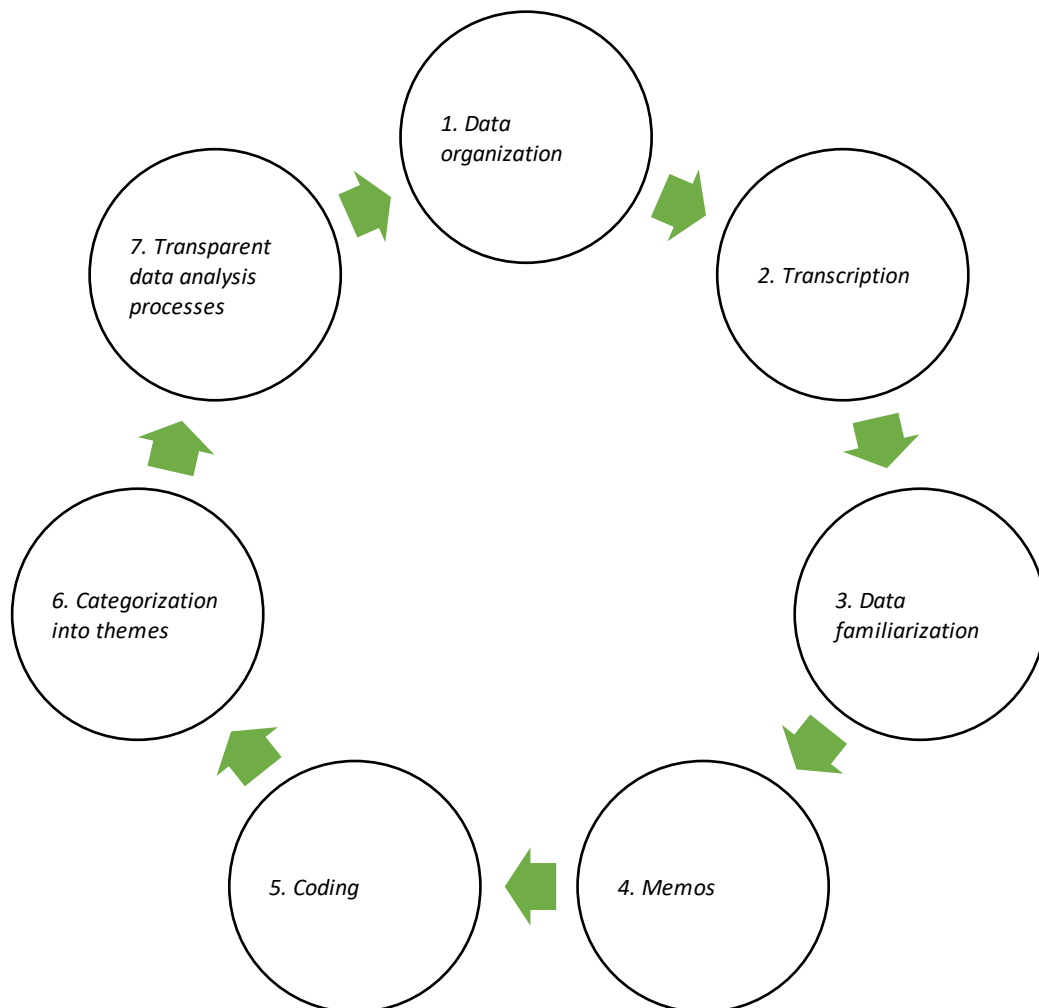 1. Data
organization
2. Transcription
3. Data
familiarization
4. Memos
5. Coding
6. Categorization
into themes
7. Transparent
data analysis
processes